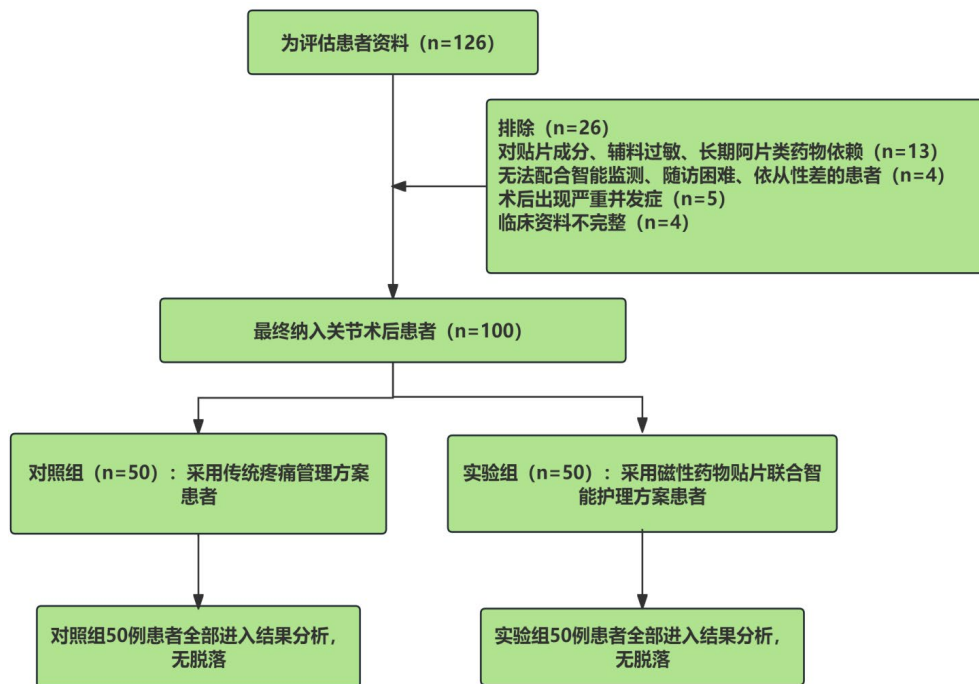 为评估患者资料（n=126）
排除（n=26）
对贴片成分、辅料过敏、长期阿片类药物依赖（n=13）
无法配合智能监测、随访困难、依从性差的患者（n=4）
术后出现严重并发症（n=5）
临床资料不完整（n=4）
最终纳入关节术后患者（n=100）
对照组（n=50）：采用传统疼痛管理方案
患者
实验组（n=50）：采用磁性药物贴片联合智
能护理方案患者
对照组50例患者全部进入结果分析，
无脱落
实验组50例患者全部进入结果分析，
无脱落